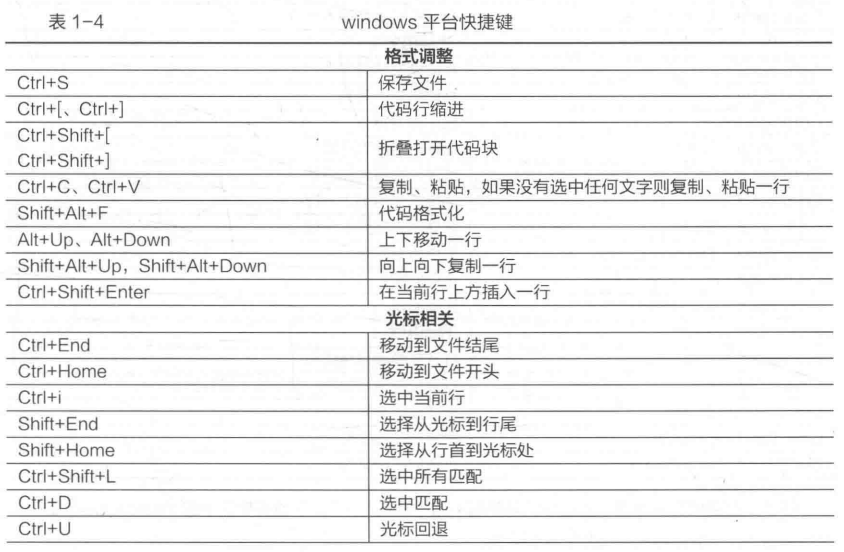 表 1-4 windows 平台快捷键
格式调整
Ctrl+S 保存文件
Ctrl+[、Ctrl+] 代码行缩进
Ctrl+Shift+[
Ctrl+Shift+] 折叠打开代码块
Ctrl+C、Ctrl+V 复制、粘贴，如果没有选中任何文字则复制、粘贴一行
Shift+Alt+F 代码格式化
Alt+Up、Alt+Down 上下移动一行
Shift+Alt+Up，Shift+Alt+Down 向上向下复制一行
Ctrl+Shift+Enter 在当前行上方插入一行
光标相关
Ctrl+End 移动到文件结尾
Ctrl+Home 移动到文件开头
Ctrl+i 选中当前行
Shift+End 选择从光标到行尾
Shift+Home 选择从行首到光标处
Ctrl+Shift+L 选中所有匹配
Ctrl+D 选中匹配
Ctrl+U 光标回退